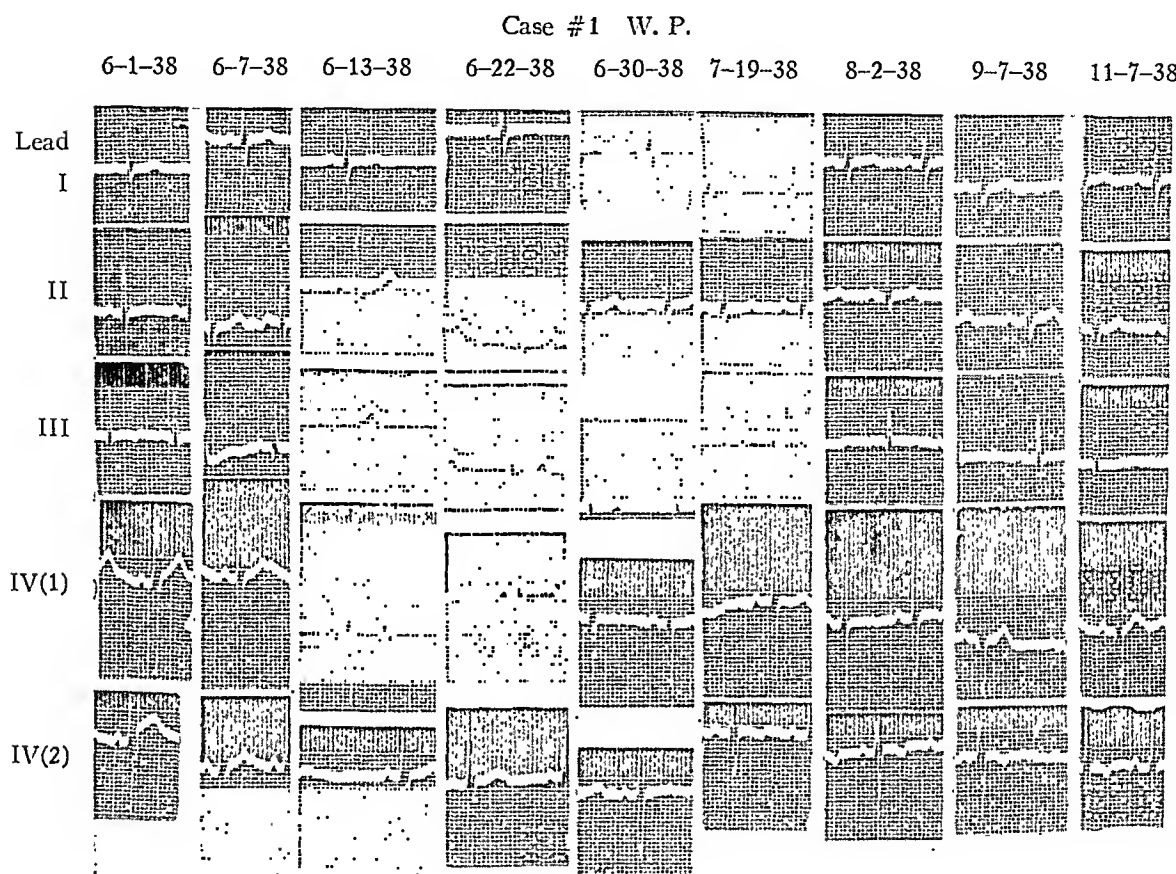 Case #1 W. P.
6-1-38 6-7-38 6-13-38 6-22-38 6-30-38 7-19-38 8-2-38 9-7-38 11-7-38
Lead
I
II
III
IV(1)
IV(2)